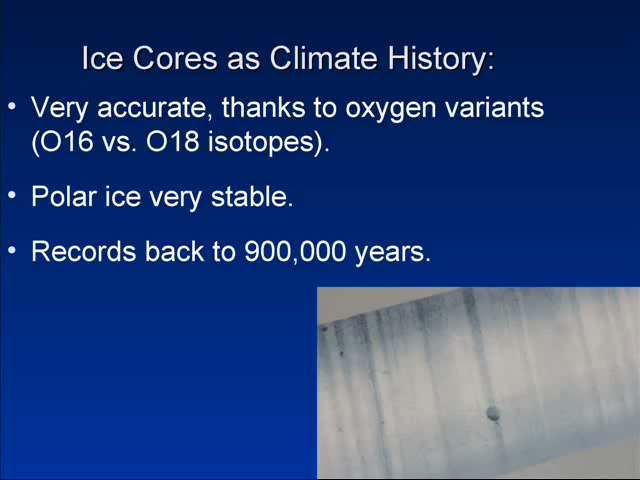 Ice Cores as Climate History:
• Very accurate, thanks to oxygen variants
(O16 vs. O18 isotopes).
• Polar ice very stable.
• Records back to 900,000 years.